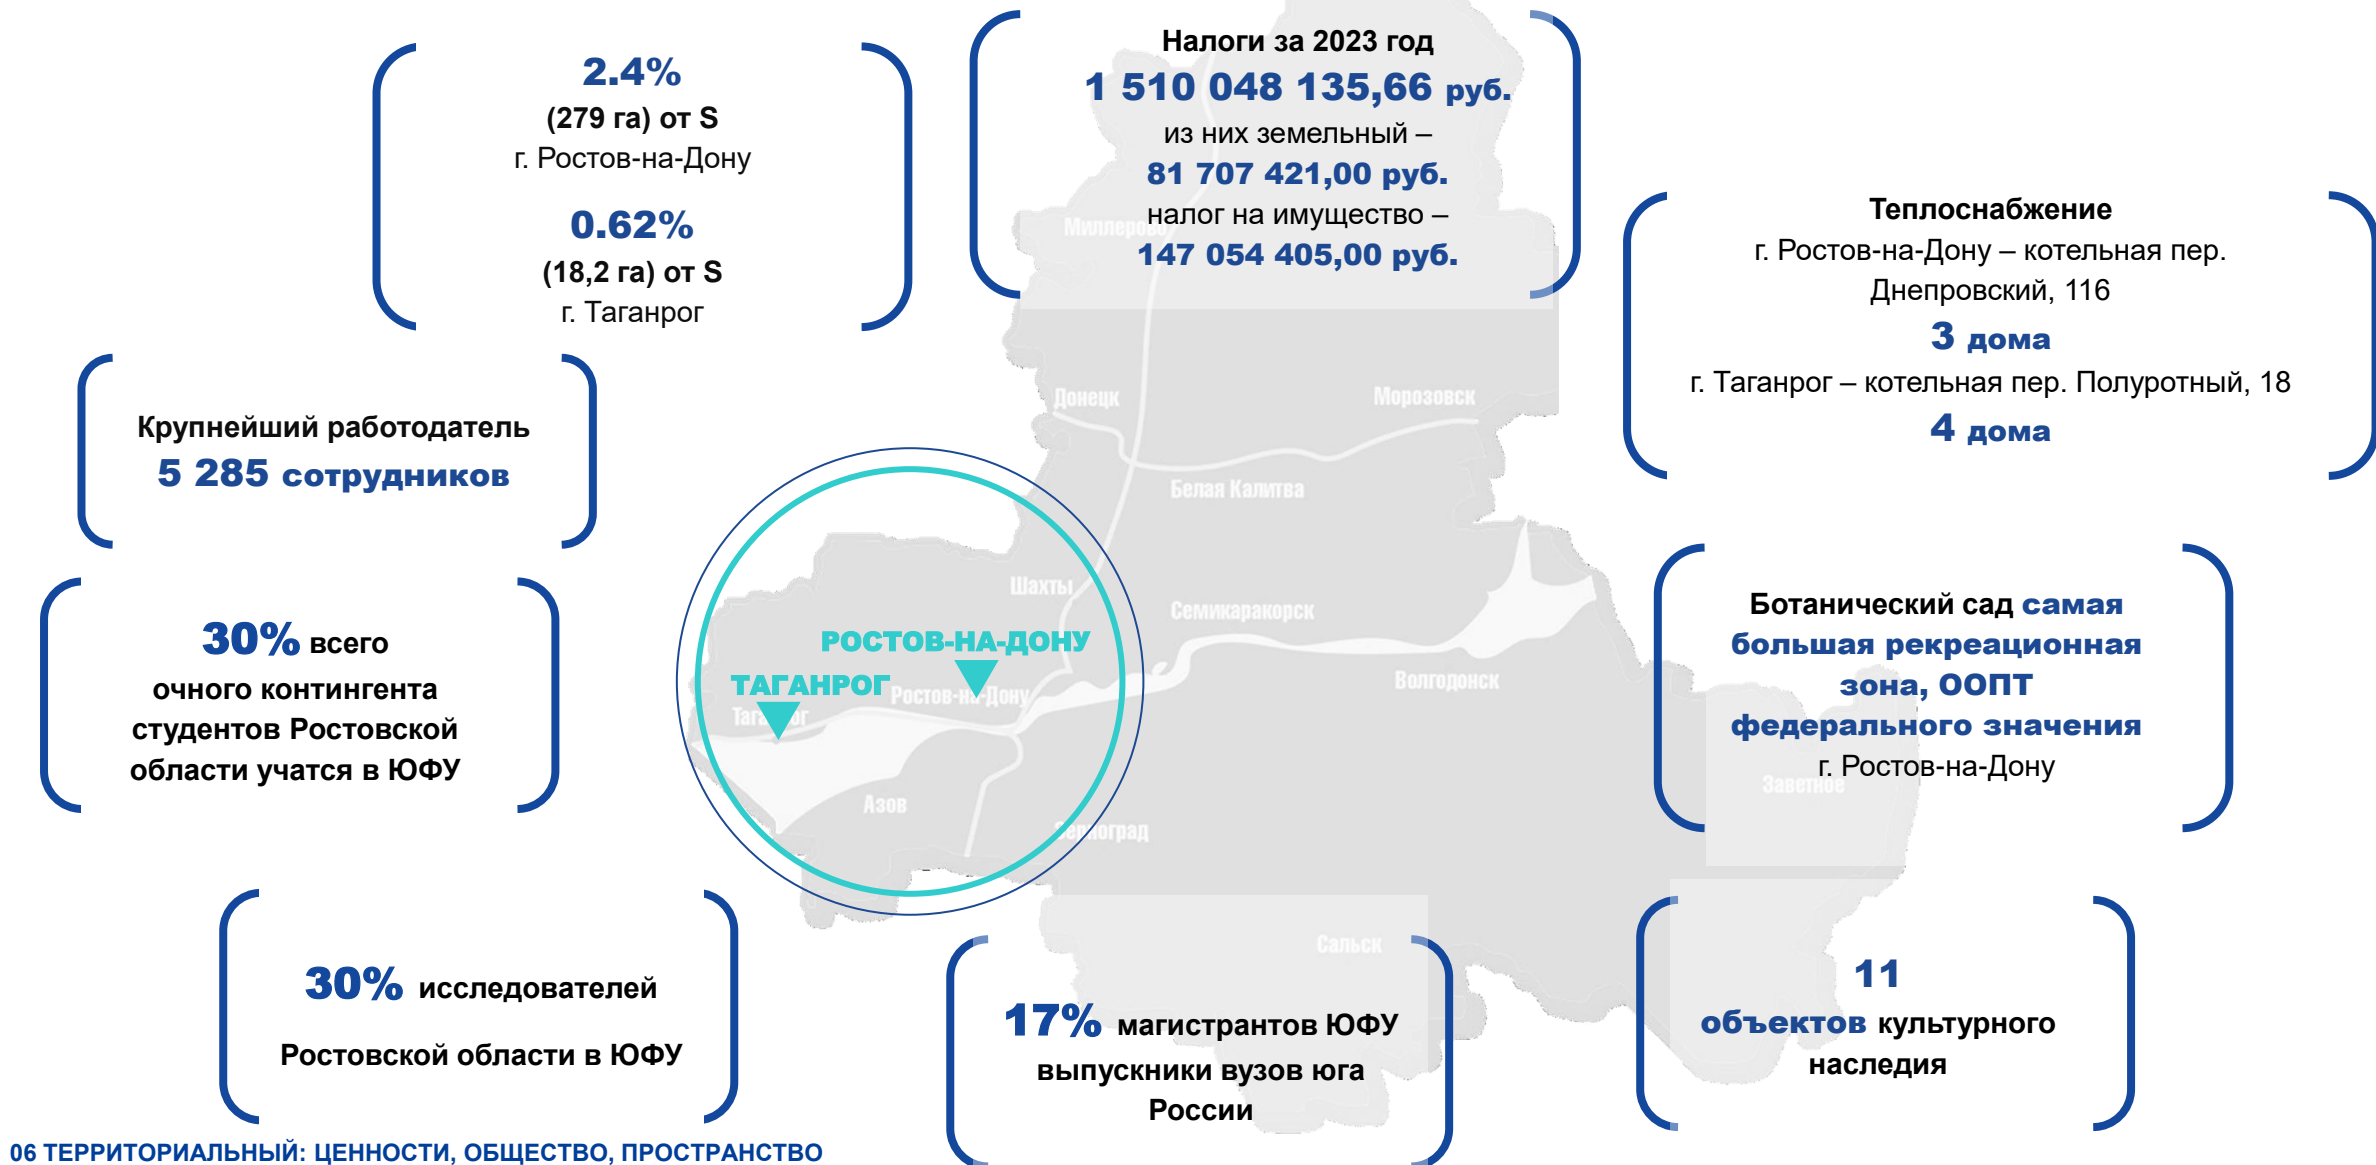 2.4%
(279 га) от S
г. Ростов-на-Дону
0.62%
(18,2 га) от S
г. Таганрог
Налоги за 2023 год
1 510 048 135,66 руб.
из них земельный –
81 707 421,00 руб.
налог на имущество –
147 054 405,00 руб.
Теплоснабжение
г. Ростов-на-Дону – котельная пер.
Днепровский, 116
3 дома
г. Таганрог – котельная пер. Полуротный, 18
4 дома
Крупнейший работодатель
5 285 сотрудников
30% всего
очного контингента
студентов Ростовской
области учатся в ЮФУ
Миллерово
Донецк
Морозовск
Белая Калитва
Шахты
Семикаракорск
РОСТОВ-НА-ДОНУ
ТАГАНРОГ
Ростов-на-Дону
Таганрог
Волгодонск
Азов
Зерноград
Заветное
Сальск
Ботанический сад самая
большая рекреационная
зона, ООПТ
федерального значения
г. Ростов-на-Дону
30% исследователей
Ростовской области в ЮФУ
17% магистрантов ЮФУ
выпускники вузов юга
России
11
объектов культурного
наследия
06 ТЕРРИТОРИАЛЬНЫЙ: ЦЕННОСТИ, ОБЩЕСТВО, ПРОСТРАНСТВО